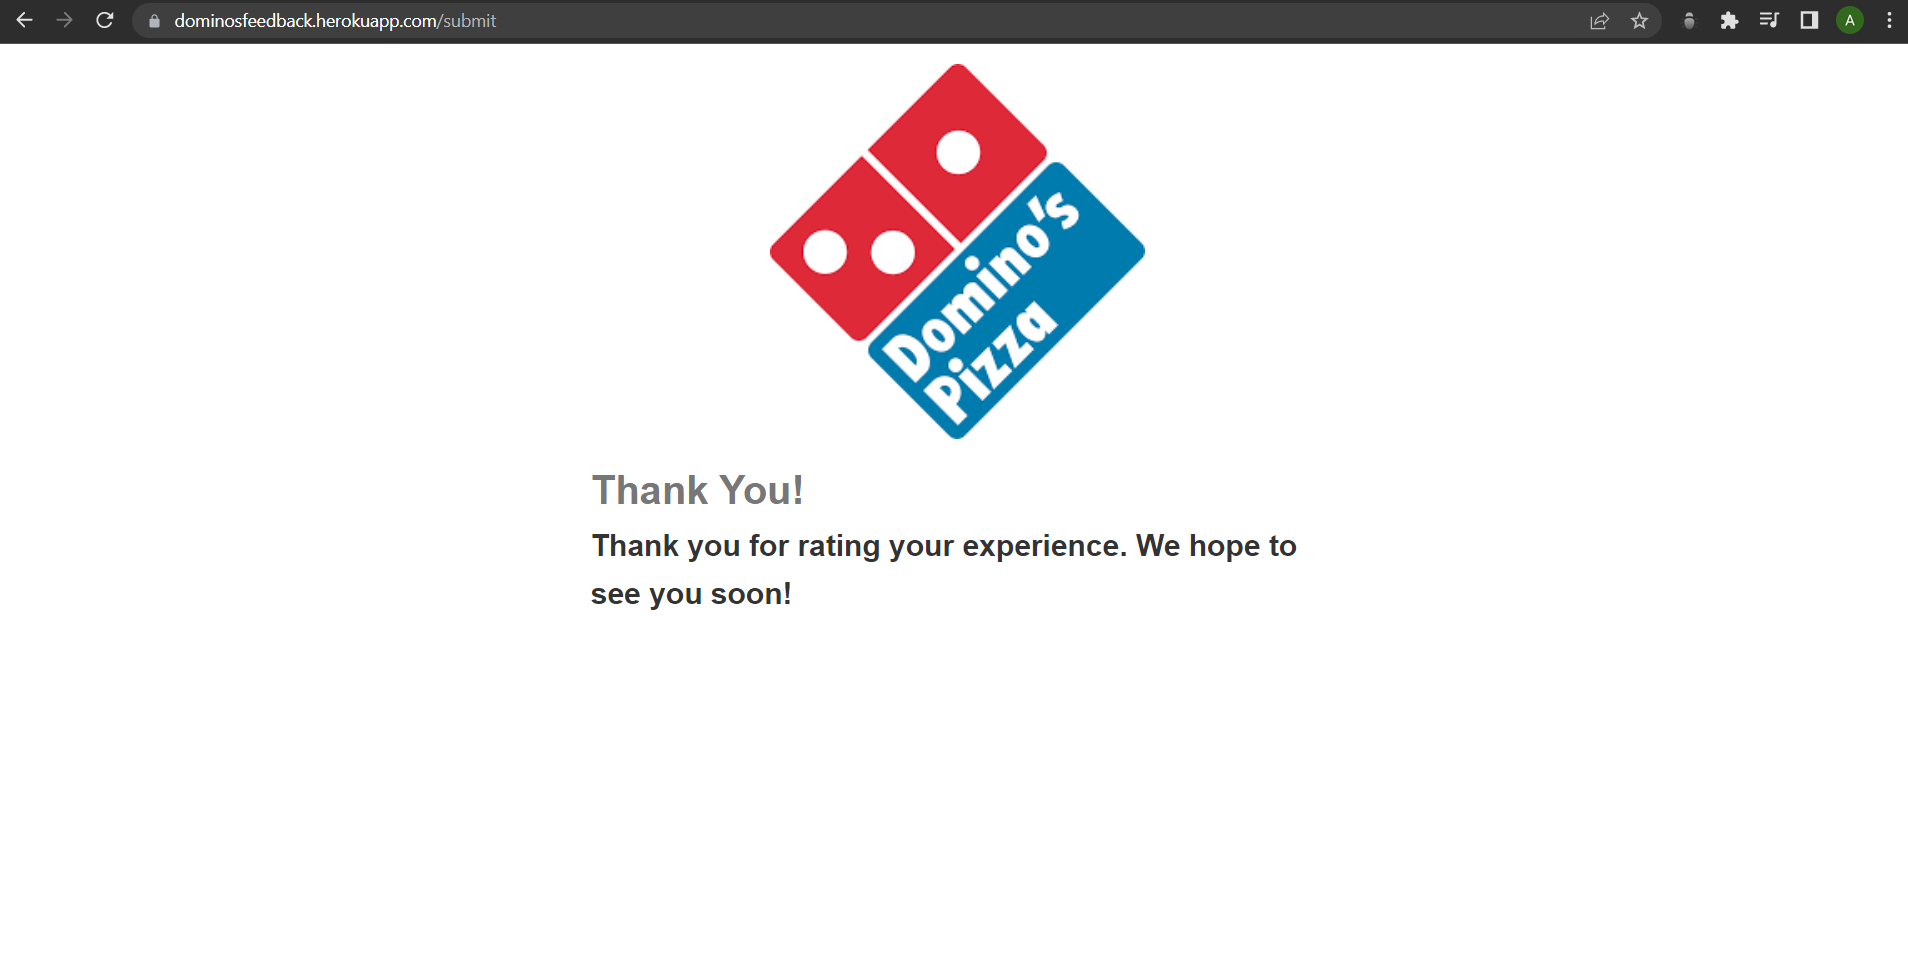 dominosfeedback.herokuapp.com/submit
A
Domino's
Pizza
Thank You!
Thank you for rating your experience. We hope to
see you soon!